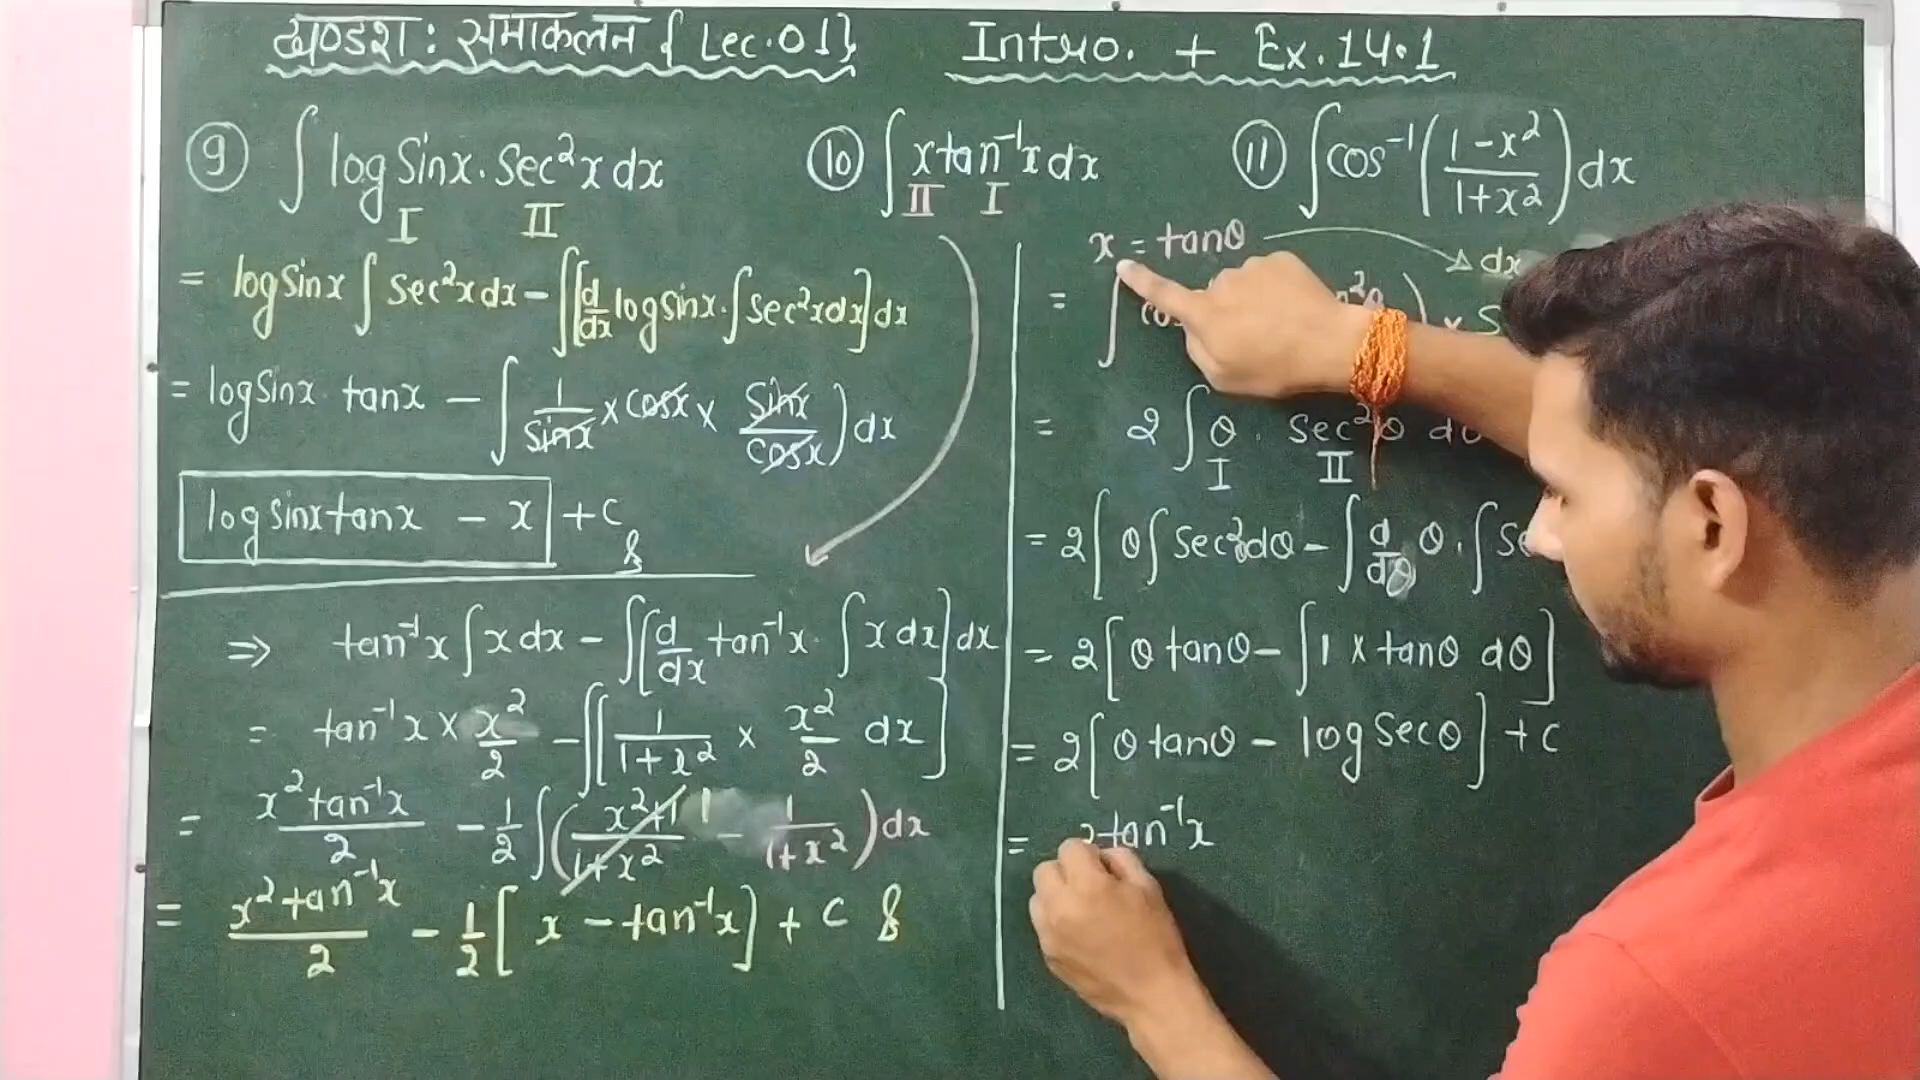 खण्डशः समाकलन {Lec.01} Intro. + Ex.14.1
⑨ ∫ log Sinx. Sec²x dx
I II
= log Sinx ∫ Sec²x dx - ∫[d/dx log sinx. ∫sec²x dx] dx
= log Sinx tanx - ∫ 1/sinx × cosx × sinx/cosx) dx
log sinx tanx - x + c
⑩ ∫ x tan⁻¹x dx
II I
⇒ tan⁻¹x ∫ x dx - ∫[d/dx tan⁻¹x. ∫ x dx] dx
= tan⁻¹x × x²/2 - ∫[1/1+x² × x²/2 dx]
= x² tan⁻¹x/2 - 1/2 ∫(x²+1/1+x² 1 - 1/1+x²) dx
= x² tan⁻¹x/2 - 1/2 [x - tan⁻¹x] + c
⑪ ∫ cos⁻¹(1-x²/1+x²) dx
x = tanθ dx
= ∫
= 2 ∫ θ. sec²θ
I II
= 2[θ∫ Sec²θ dθ - ∫ d/dθ θ. ∫
= 2[θ tanθ - ∫ 1 × tanθ dθ]
= 2[θ tanθ - log Secθ] + c
= 2tan⁻¹x